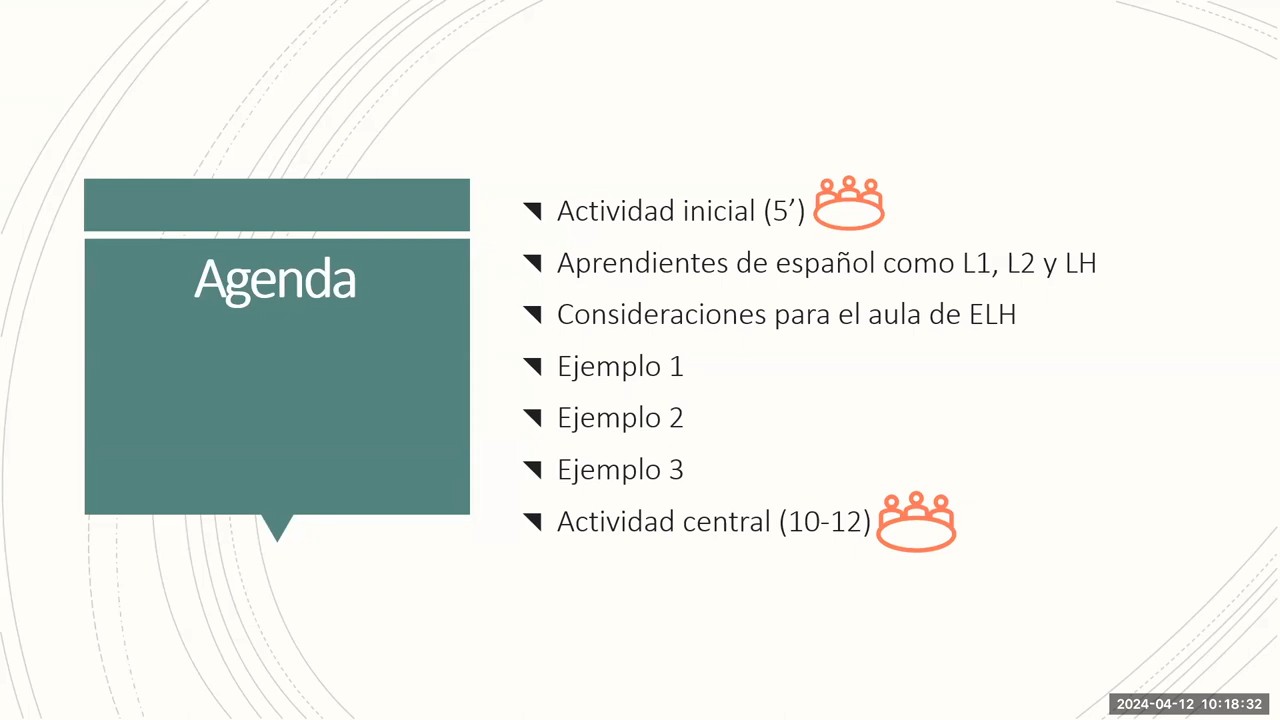 Agenda
Actividad inicial (5’)
Aprendientes de español como L1, L2 y LH
Consideraciones para el aula de ELH
Ejemplo 1
Ejemplo 2
Ejemplo 3
Actividad central (10-12)
2024-04-12 10:18:32